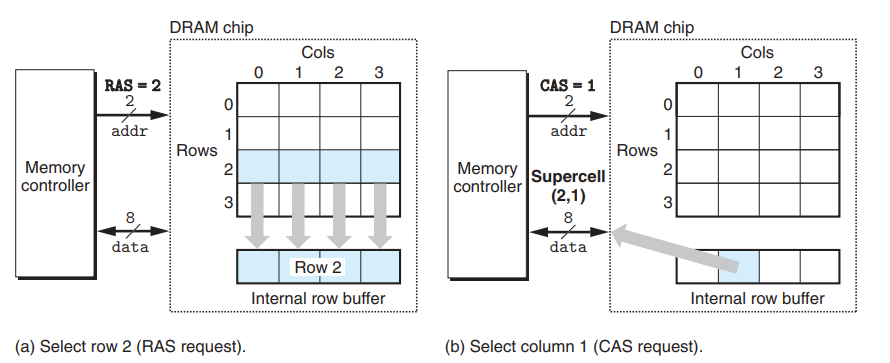 DRAM chip
Cols
0 1 2 3
RAS = 2
2
addr
0
1
Rows
2
3
Memory
controller
8
data
Row 2
Internal row buffer
(a) Select row 2 (RAS request).
DRAM chip
Cols
0 1 2 3
CAS = 1
2
addr
0
1
Rows
2
3
Memory
controller
Supercell
(2,1)
8
data
Internal row buffer
(b) Select column 1 (CAS request).